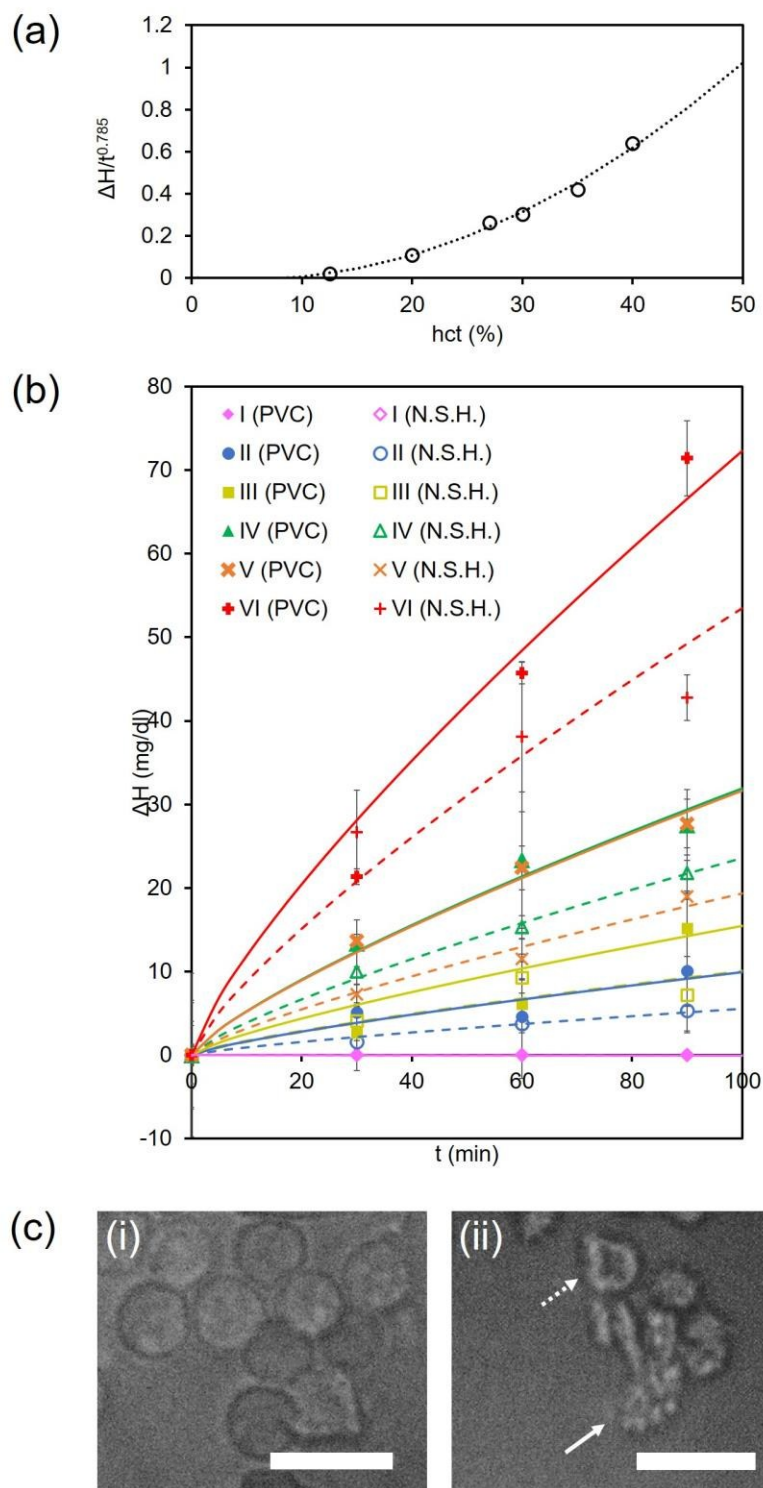 (a)
1.2
1
0.8
0.6
0.4
0.2
0
ΔH/t^0.785
0 10 20 30 40 50
hct (%)
(b)
80
70
60
50
40
30
20
10
0
-10
ΔH (mg/dl)
I (PVC) I (N.S.H.)
II (PVC) II (N.S.H.)
III (PVC) III (N.S.H.)
IV (PVC) IV (N.S.H.)
V (PVC) V (N.S.H.)
VI (PVC) VI (N.S.H.)
0 20 40 60 80 100
t (min)
(c)
(i)
(ii)